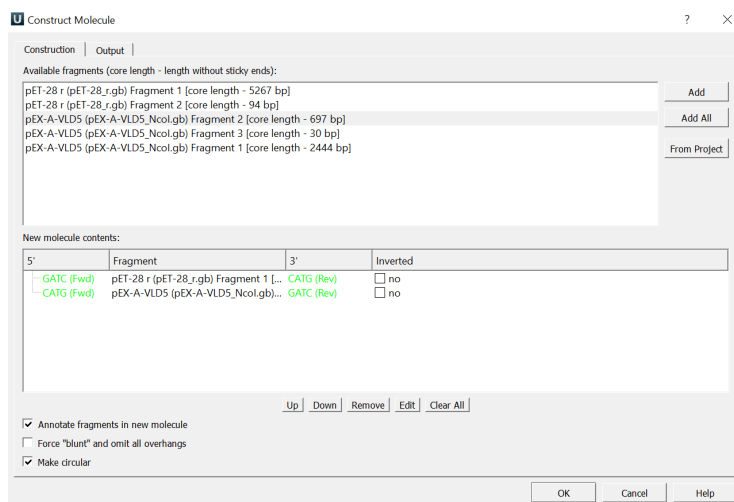 U Construct Molecule ? ×
Construction Output
Available fragments (core length - length without sticky ends):
pET-28 r (pET-28_r.gb) Fragment 1 [core length - 5267 bp]
pET-28 r (pET-28_r.gb) Fragment 2 [core length - 94 bp]
pEX-A-VLD5 (pEX-A-VLD5_NcoI.gb) Fragment 2 [core length - 697 bp]
pEX-A-VLD5 (pEX-A-VLD5_NcoI.gb) Fragment 3 [core length - 30 bp]
pEX-A-VLD5 (pEX-A-VLD5_NcoI.gb) Fragment 1 [core length - 2444 bp]
Add
Add All
From Project
New molecule contents:
5' Fragment 3' Inverted
GATC (Fwd) pET-28 r (pET-28_r.gb) Fragment 1 [... CATG (Rev) no
CATG (Fwd) pEX-A-VLD5 (pEX-A-VLD5_NcoI.gb)... GATC (Rev) no
Up Down Remove Edit Clear All
Annotate fragments in new molecule
Force "blunt" and omit all overhangs
Make circular
OK Cancel Help